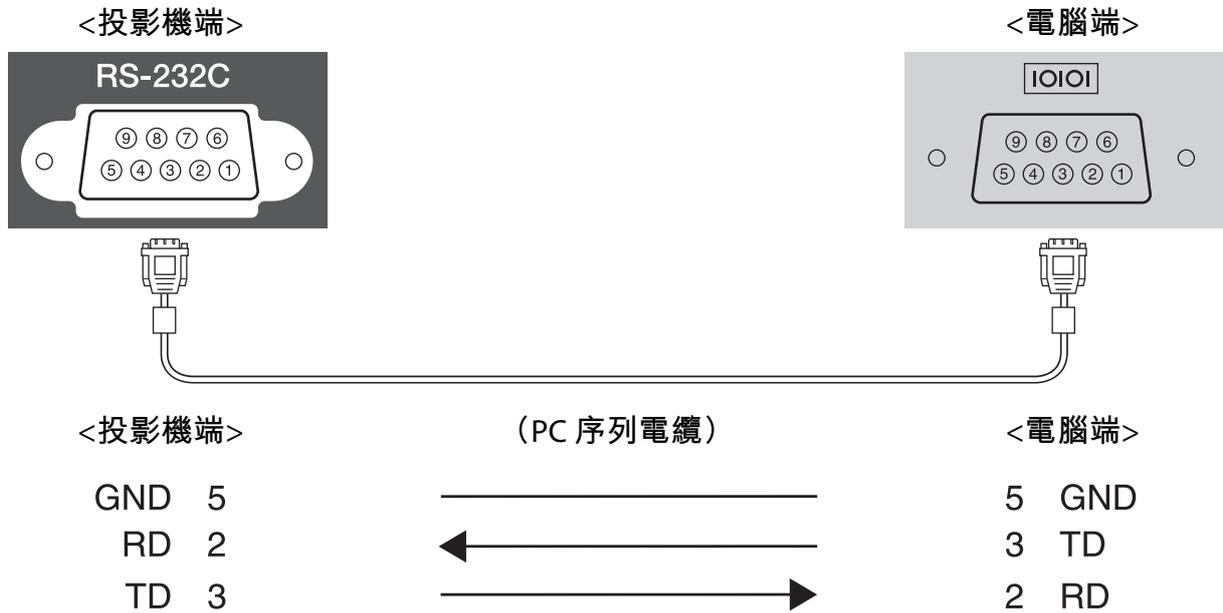 <投影機端>
<電腦端>
RS-232C
IOIOI
⑨ ⑧ ⑦ ⑥
⑤ ④ ③ ② ①
⑨ ⑧ ⑦ ⑥
⑤ ④ ③ ② ①
<投影機端>
（PC 序列電纜）
<電腦端>
GND 5
5 GND
RD 2
3 TD
TD 3
2 RD